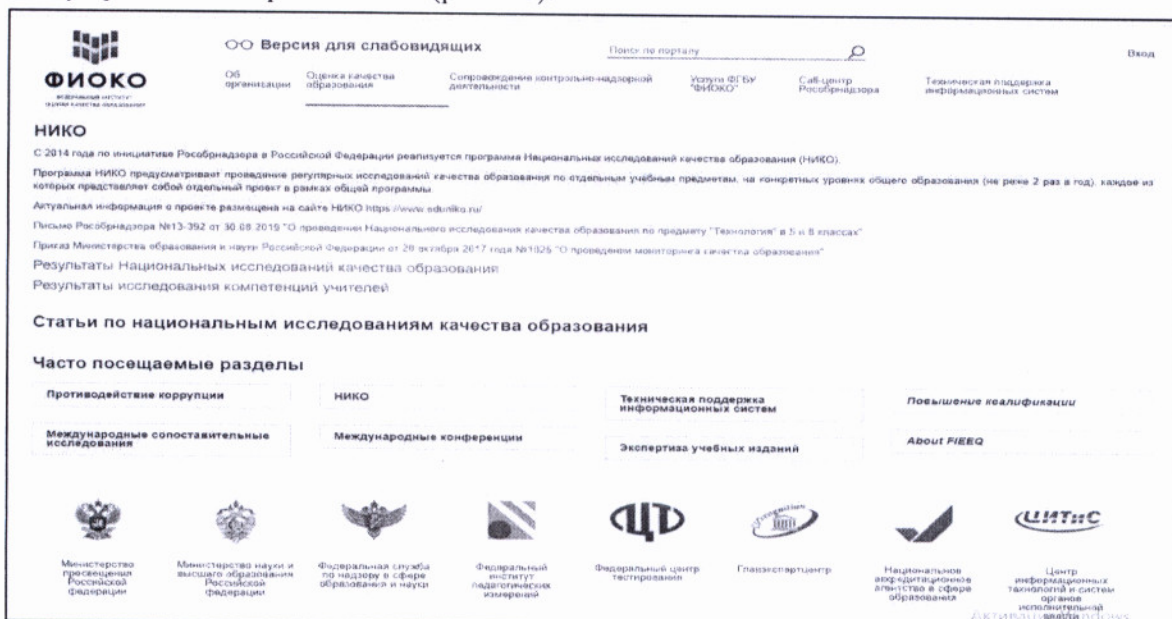 ФИОКО
Версия для слабовидящих
Поиск по порталу
Вход
Об организации
Оценка качества образования
Сопровождение контрольно-надзорной деятельности
Услуги ФГБУ "ФИОКО"
Call-центр Рособрнадзора
Техническая поддержка информационных систем
НИКО
С 2014 года по инициативе Рособрнадзора в Российской Федерации реализуется программа Национальных исследований качества образования (НИКО).
Программа НИКО предусматривает проведение регулярных исследований качества образования по отдельным учебным предметам, на конкретных уровнях общего образования (не реже 2 раз в год), каждое из
которых представляет собой отдельный проект в рамках общей программы.
Актуальная информация о проекте размещена на сайте НИКО https://www.eduniko.ru/
Письмо Рособрнадзора №13-392 от 30.08.2019 "О проведении Национального исследования качества образования по предмету "Технология" в 5 и 8 классах"
Приказ Министерства образования и науки Российской Федерации от 20 октября 2017 года №1025 "О проведении мониторинга качества образования"
Результаты Национальных исследований качества образования
Результаты исследования компетенций учителей
Статьи по национальным исследованиям качества образования
Часто посещаемые разделы
Противодействие коррупции
НИКО
Техническая поддержка
информационных систем
Повышение квалификации
Международные сопоставительные
исследования
Международные конференции
Экспертиза учебных изданий
About FIEEQ
ЦТ
ЦИТиС
Министерство
просвещения
Российской
федерации
Министерство науки и
высшего образования
Российской
федерации
Федеральная служба
по надзору в сфере
образования и науки
Федеральный
институт
педагогических
измерений
Федеральный центр
тестирования
Главэкспертцентр
Национальное
аккредитационное
агентство в сфере
образования
Центр
информационных
технологий и систем
органов
исполнительной
власти